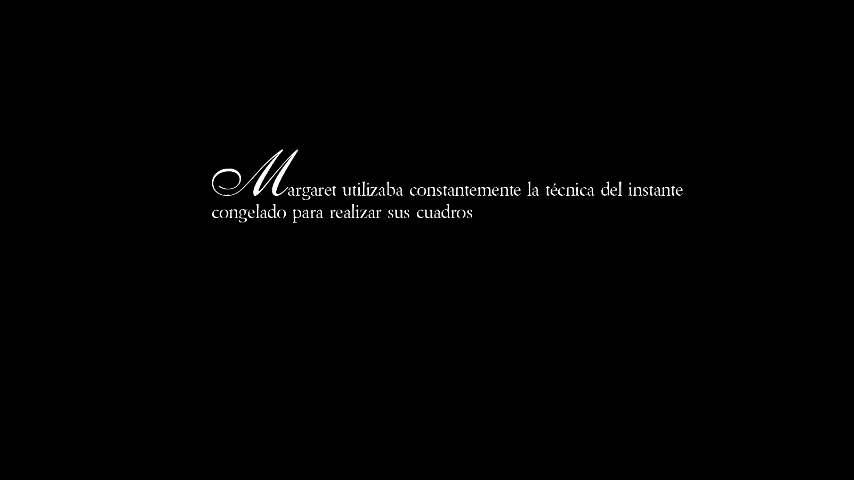 Margaret utilizaba constantemente la técnica del instante
congelado para realizar sus cuadros